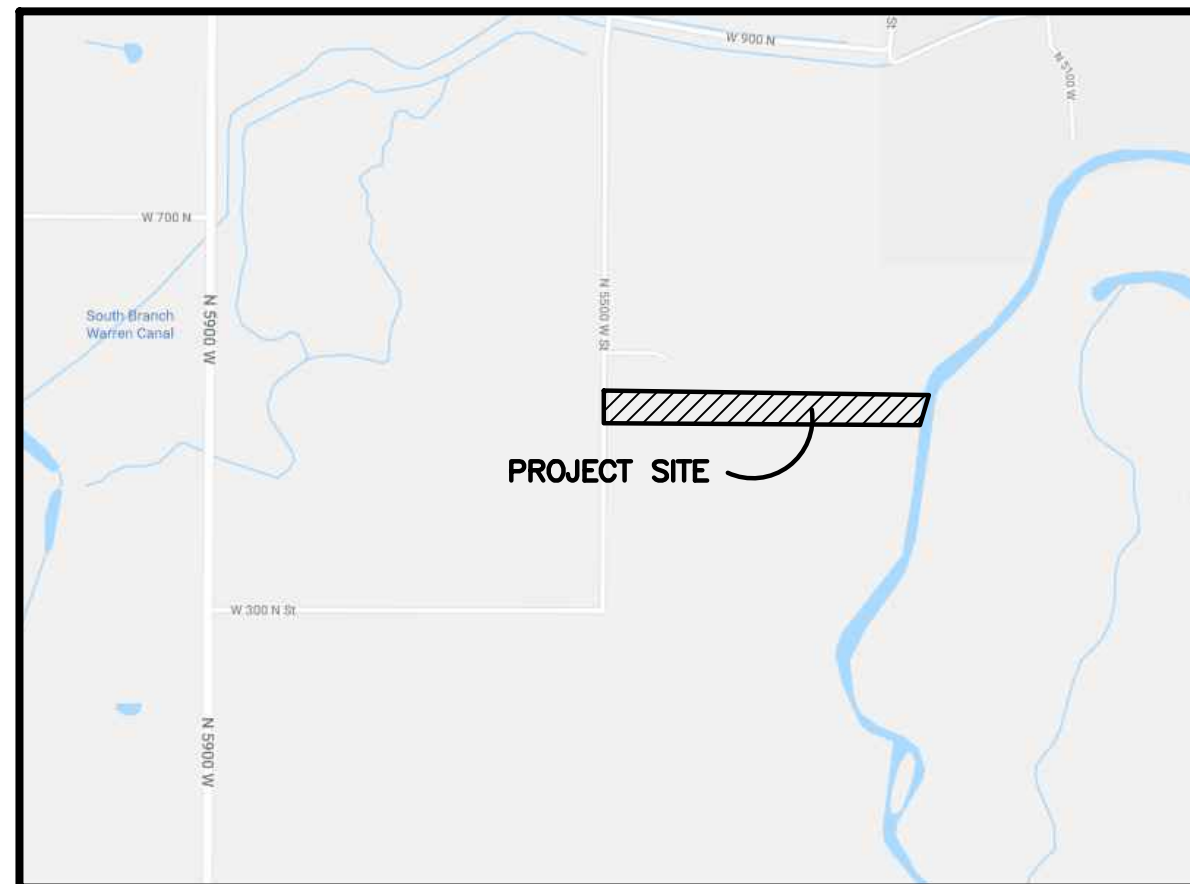 St
W 900 N
N 5100 W
W 700 N
N 5500 W St
South Branch
Warren Canal
N 5900 W
PROJECT SITE
W 300 N St
N 5900 W